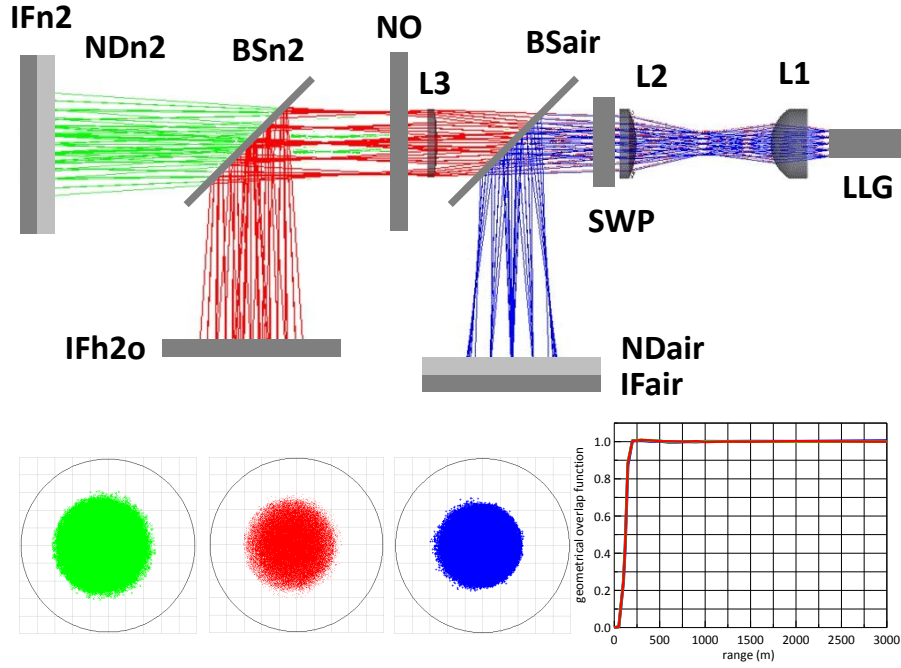 IFn2
NDn2
BSn2
NO
L3
BSair
L2
L1
LLG
SWP
IFh2o
NDair
IFair
geometrical overlap function
1.0
0.8
0.6
0.4
0.2
0.0
0 500 1000 1500 2000 2500 3000
range (m)